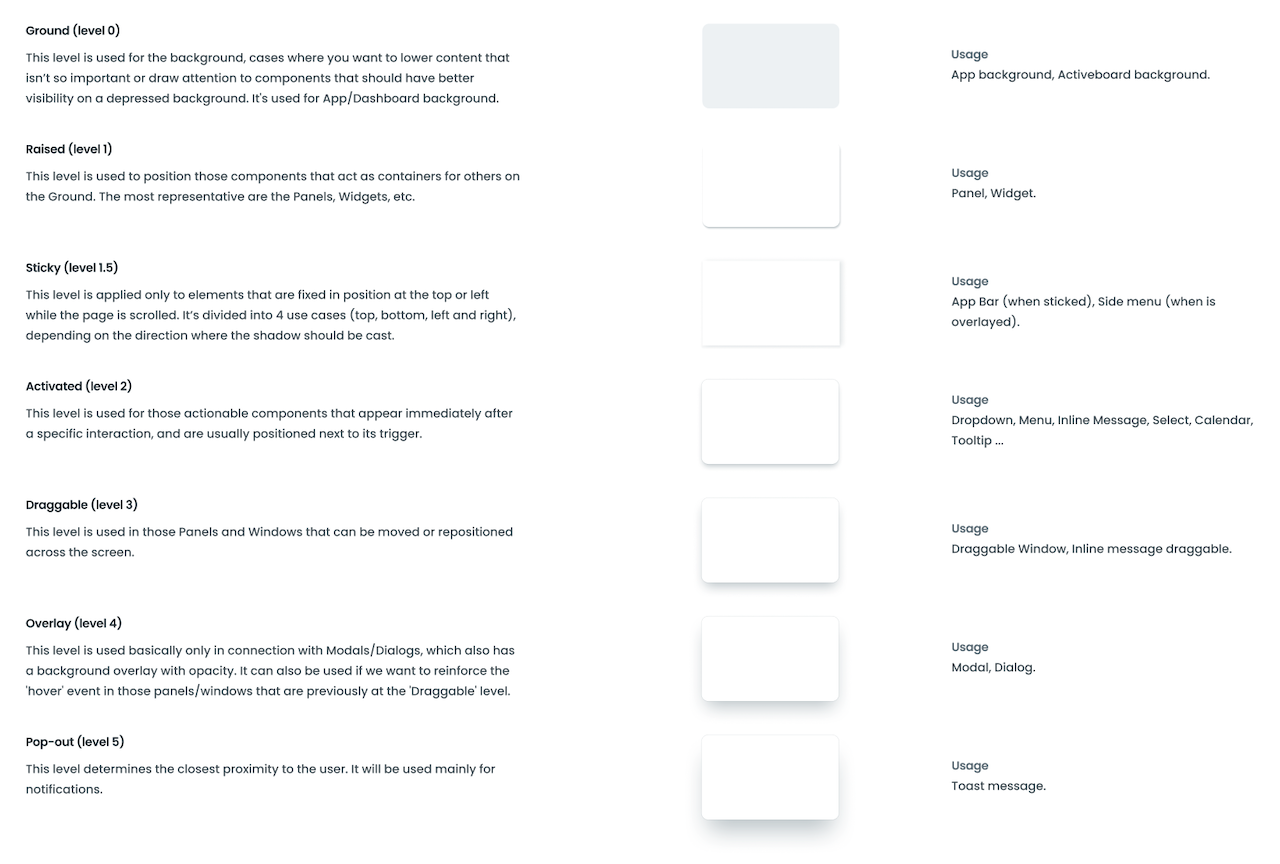 Ground (level 0)
This level is used for the background, cases where you want to lower content that
isn’t so important or draw attention to components that should have better
visibility on a depressed background. It's used for App/Dashboard background.
Usage
App background, Activeboard background.
Raised (level 1)
This level is used to position those components that act as containers for others on
the Ground. The most representative are the Panels, Widgets, etc.
Usage
Panel, Widget.
Sticky (level 1.5)
This level is applied only to elements that are fixed in position at the top or left
while the page is scrolled. It’s divided into 4 use cases (top, bottom, left and right),
depending on the direction where the shadow should be cast.
Usage
App Bar (when sticked), Side menu (when is
overlayed).
Activated (level 2)
This level is used for those actionable components that appear immediately after
a specific interaction, and are usually positioned next to its trigger.
Usage
Dropdown, Menu, Inline Message, Select, Calendar,
Tooltip ...
Draggable (level 3)
This level is used in those Panels and Windows that can be moved or repositioned
across the screen.
Usage
Draggable Window, Inline message draggable.
Overlay (level 4)
This level is used basically only in connection with Modals/Dialogs, which also has
a background overlay with opacity. It can also be used if we want to reinforce the
'hover' event in those panels/windows that are previously at the 'Draggable' level.
Usage
Modal, Dialog.
Pop-out (level 5)
This level determines the closest proximity to the user. It will be used mainly for
notifications.
Usage
Toast message.